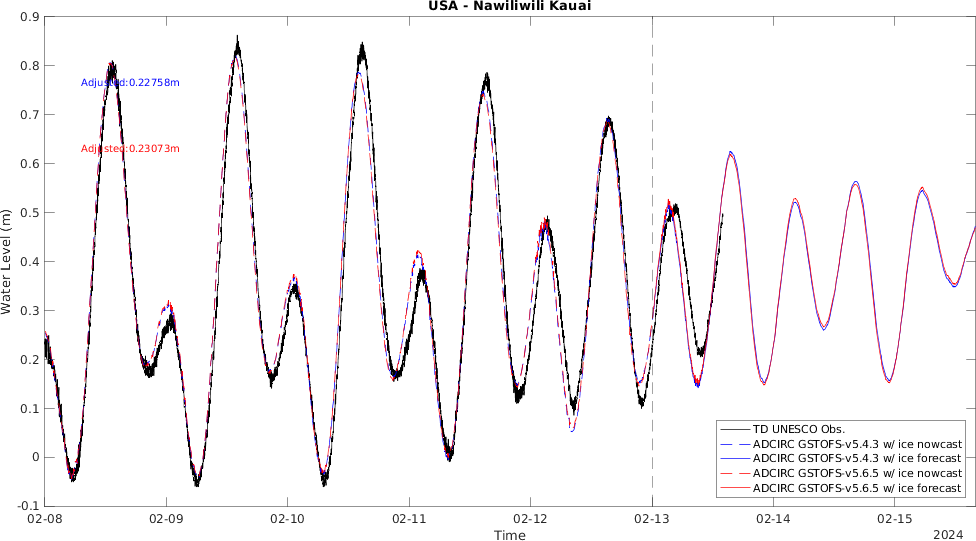 USA - Nawiliwili Kauai
0.9
0.8
0.7
0.6
0.5
0.4
0.3
0.2
0.1
0
-0.1
Water Level (m)
Adjusted:0.22758m
Adjusted:0.23073m
TD UNESCO Obs.
ADCIRC GSTOFS-v5.4.3 w/ ice nowcast
ADCIRC GSTOFS-v5.4.3 w/ ice forecast
ADCIRC GSTOFS-v5.6.5 w/ ice nowcast
ADCIRC GSTOFS-v5.6.5 w/ ice forecast
02-08 02-09 02-10 02-11 02-12 02-13 02-14 02-15
Time
2024